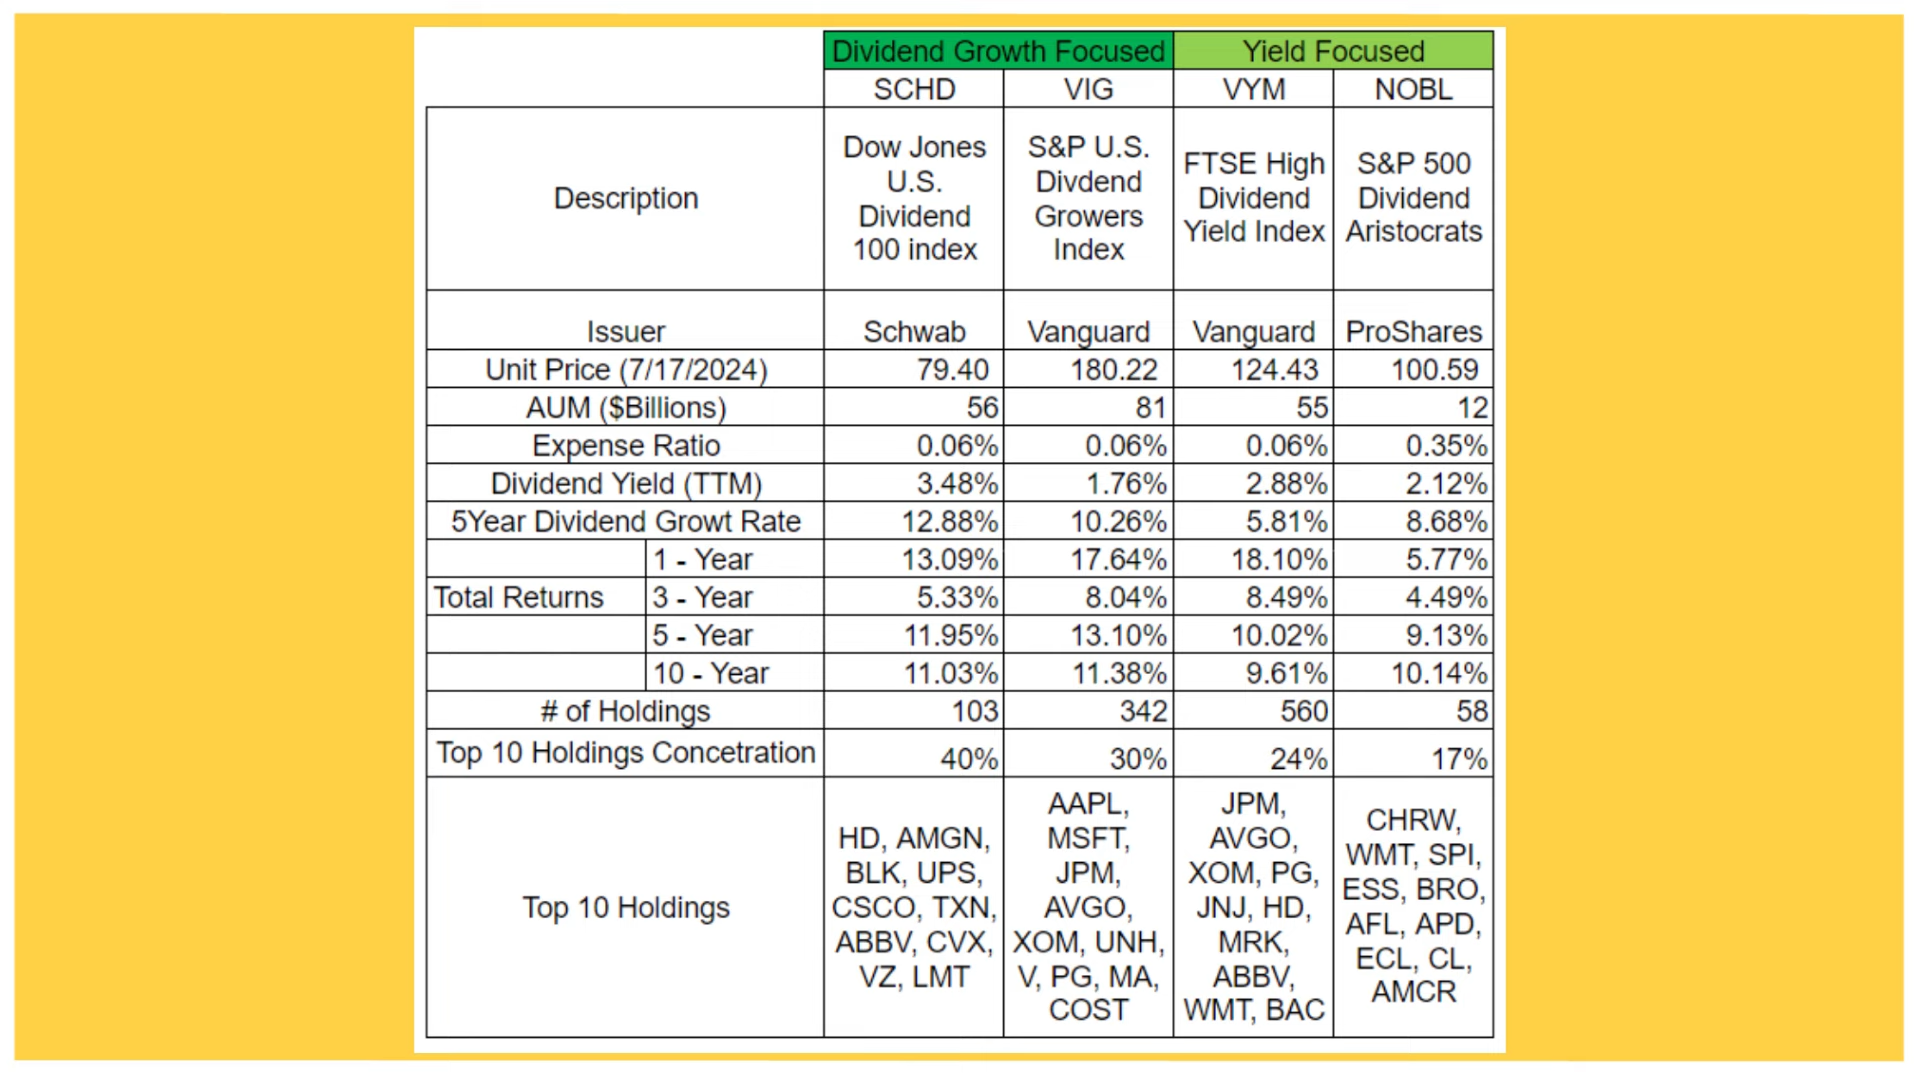 Dividend Growth Focused Yield Focused
SCHD VIG VYM NOBL
Description
Dow Jones
U.S.
Dividend
100 index
S&P U.S.
Divdend
Growers
Index
FTSE High
Dividend
Yield Index
S&P 500
Dividend
Aristocrats
Issuer Schwab Vanguard Vanguard ProShares
Unit Price (7/17/2024) 79.40 180.22 124.43 100.59
AUM ($Billions) 56 81 55 12
Expense Ratio 0.06% 0.06% 0.06% 0.35%
Dividend Yield (TTM) 3.48% 1.76% 2.88% 2.12%
5Year Dividend Growt Rate 12.88% 10.26% 5.81% 8.68%
1 - Year 13.09% 17.64% 18.10% 5.77%
Total Returns 3 - Year 5.33% 8.04% 8.49% 4.49%
5 - Year 11.95% 13.10% 10.02% 9.13%
10 - Year 11.03% 11.38% 9.61% 10.14%
# of Holdings 103 342 560 58
Top 10 Holdings Concetration 40% 30% 24% 17%
Top 10 Holdings
HD, AMGN,
BLK, UPS,
CSCO, TXN,
ABBV, CVX,
VZ, LMT
AAPL,
MSFT,
JPM,
AVGO,
XOM, UNH,
V, PG, MA,
COST
JPM,
AVGO,
XOM, PG,
JNJ, HD,
MRK,
ABBV,
WMT, BAC
CHRW,
WMT, SPI,
ESS, BRO,
AFL, APD,
ECL, CL,
AMCR